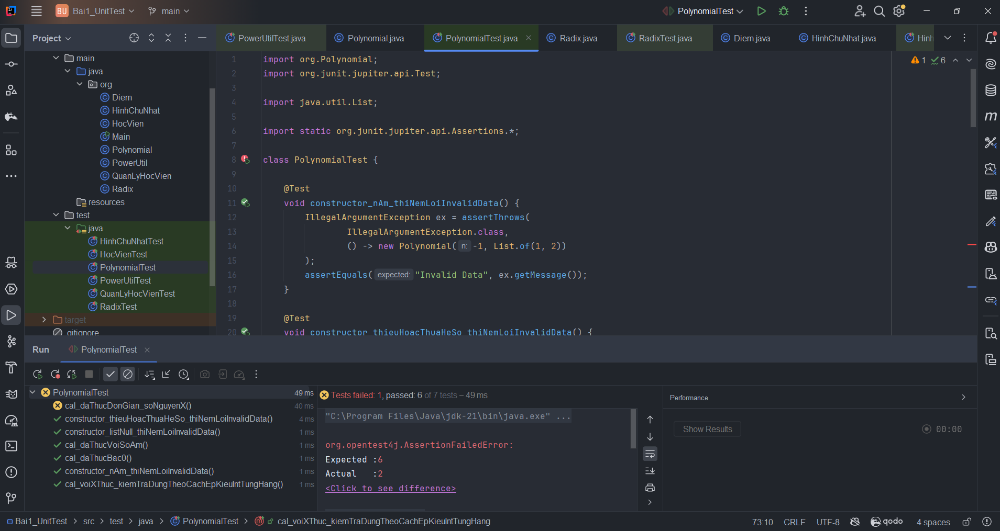 BU Bai1_UnitTest main PolynomialTest
Project
PowerUtilTest.java Polynomial.java PolynomialTest.java Radix.java RadixTest.java Diem.java HinhChuNhat.java Hinh
main
java
org
Diem
HinhChuNhat
HocVien
Main
Polynomial
PowerUtil
QuanLyHocVien
Radix
resources
test
java
HinhChuNhatTest
HocVienTest
PolynomialTest
PowerUtilTest
QuanLyHocVienTest
RadixTest
target
.gitignore
1 import org.Polynomial;
2 import org.junit.jupiter.api.Test;
3
4 import java.util.List;
5
6 import static org.junit.jupiter.api.Assertions.*;
7
8 class PolynomialTest {
9
10 @Test
11 void constructor_nAm_thiNemLoiInvalidData() {
12 IllegalArgumentException ex = assertThrows(
13 IllegalArgumentException.class,
14 () -> new Polynomial( n: -1, List.of(1, 2))
15 );
16 assertEquals( expected: "Invalid Data", ex.getMessage());
17 }
18
19 @Test
20 void constructor_thieuHoacThuaHeSo_thiNemLoiInvalidData() {
1 6
Run PolynomialTest
PolynomialTest 49 ms
cal_daThucDonGian_soNguyenX() 40 ms
constructor_thieuHoacThuaHeSo_thiNemLoiInvalidData() 4 ms
constructor_listNull_thiNemLoiInvalidData() 1 ms
cal_daThucVoiSoAm() 1 ms
cal_daThucBac0() 1 ms
constructor_nAm_thiNemLoiInvalidData() 1 ms
cal_voiXThuc_kiemTraDungTheoCachEpKieuIntTungHang() 1 ms
Tests failed: 1, passed: 6 of 7 tests – 49 ms
"C:\Program Files\Java\jdk-21\bin\java.exe" ...
org.opentest4j.AssertionFailedError:
Expected :6
Actual :2
<Click to see difference>
Performance
Show Results 00:00
Bai1_UnitTest > src > test > java > PolynomialTest > cal_voiXThuc_kiemTraDungTheoCachEpKieuIntTungHang
73:10 CRLF UTF-8 qodo 4 spaces